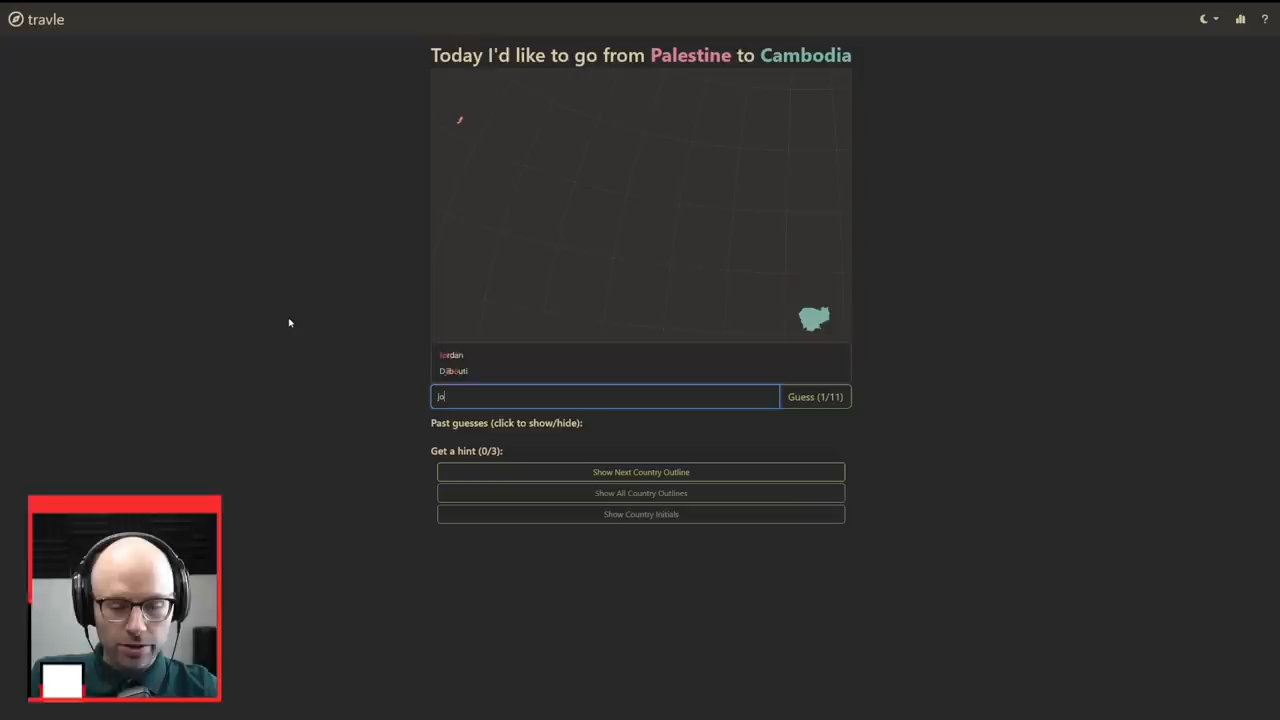 travle
?
Today I'd like to go from Palestine to Cambodia
Jordan
Djibouti
jo
Guess (1/11)
Past guesses (click to show/hide):
Get a hint (0/3):
Show Next Country Outline
Show All Country Outlines
Show Country Initials